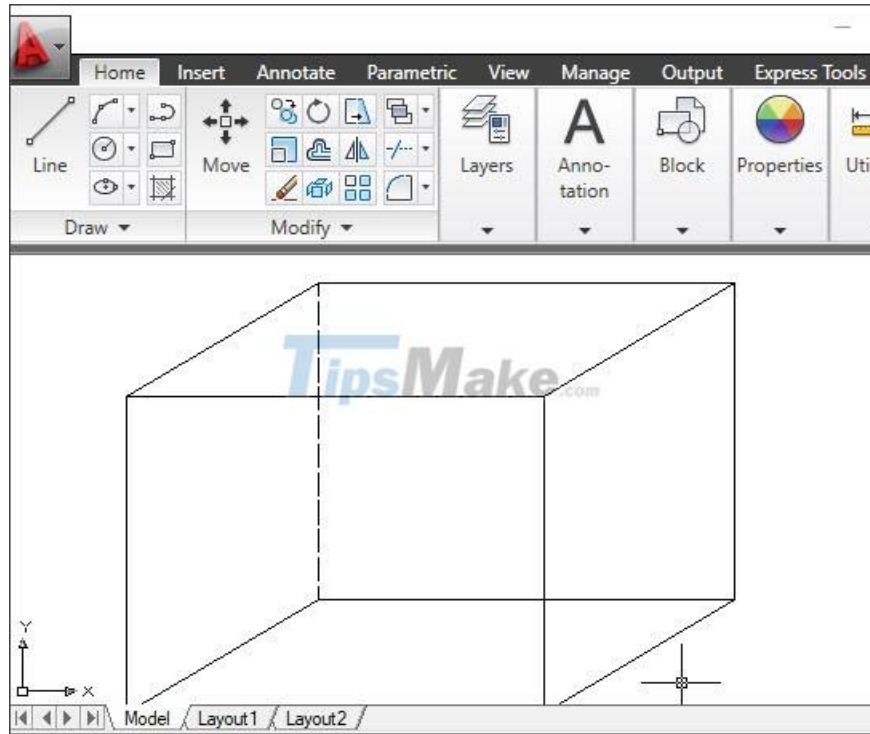 Home Insert Annotate Parametric View Manage Output Express Tools
Line
Move
Layers
Anno-
tation
Block
Properties
Uti
Draw
Modify
TipsMake.com
Y
X
Model Layout1 Layout2